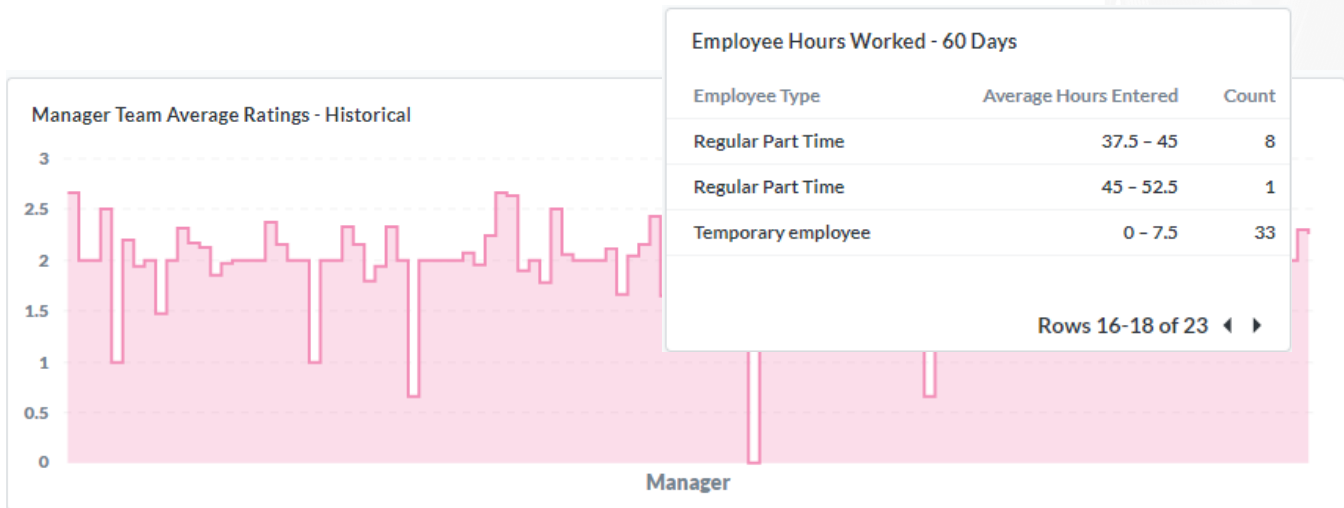 Employee Hours Worked - 60 Days
Employee Type Average Hours Entered Count
Regular Part Time 37.5 – 45 8
Regular Part Time 45 – 52.5 1
Temporary employee 0 – 7.5 33
Rows 16-18 of 23
Manager Team Average Ratings - Historical
3
2.5
2
1.5
1
0.5
0
Manager